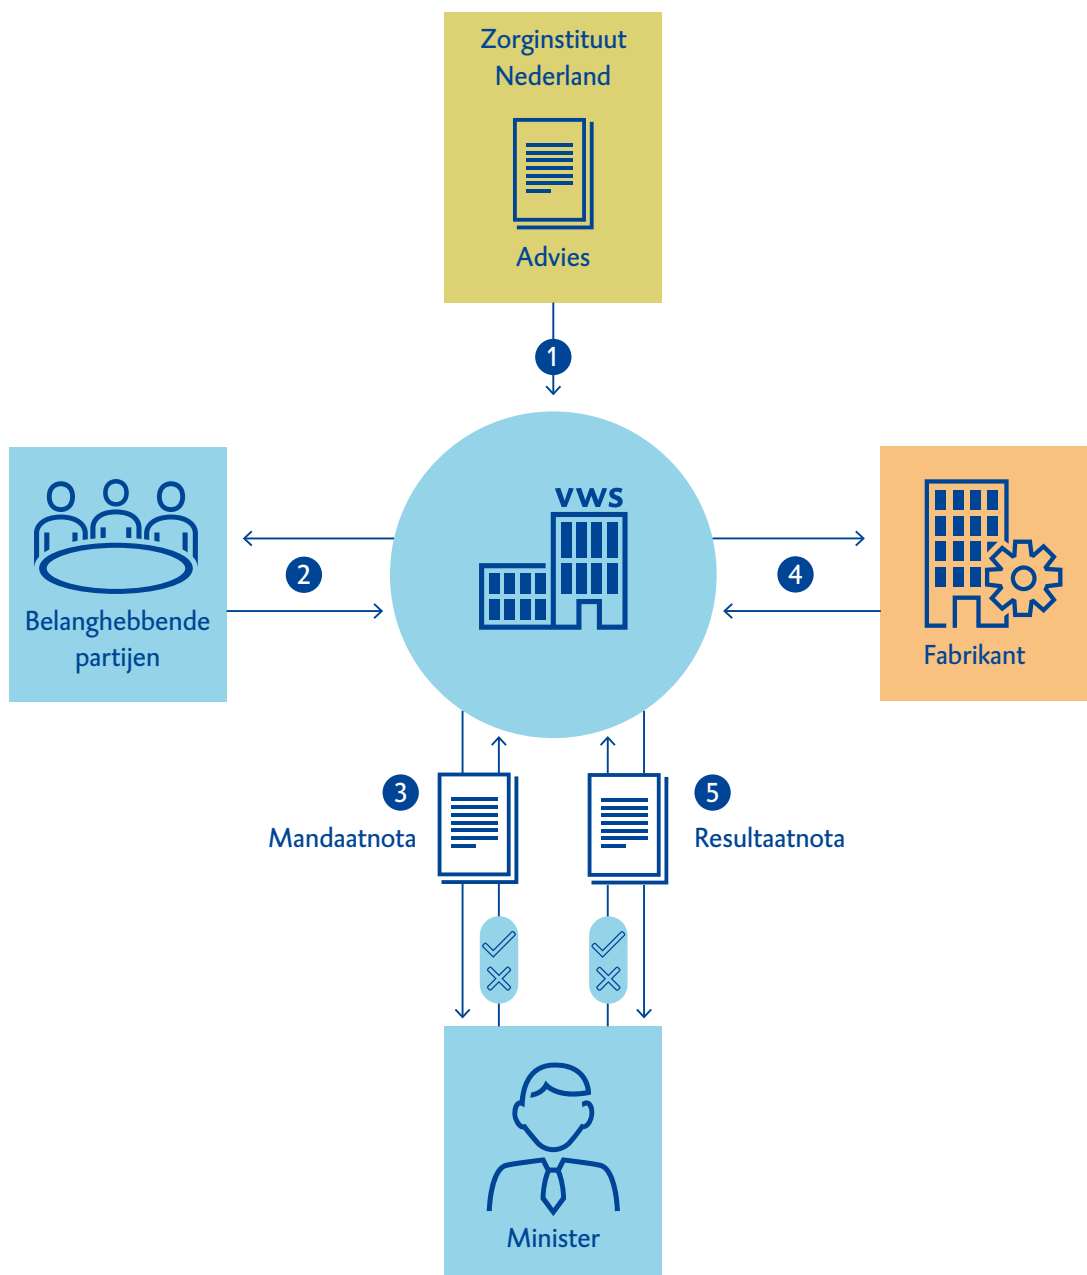 Zorginstituut
Nederland
Advies
1
VWS
Belanghebbende
partijen
2
4
Fabrikant
3
Mandaatnota
5
Resultaatnota
Minister